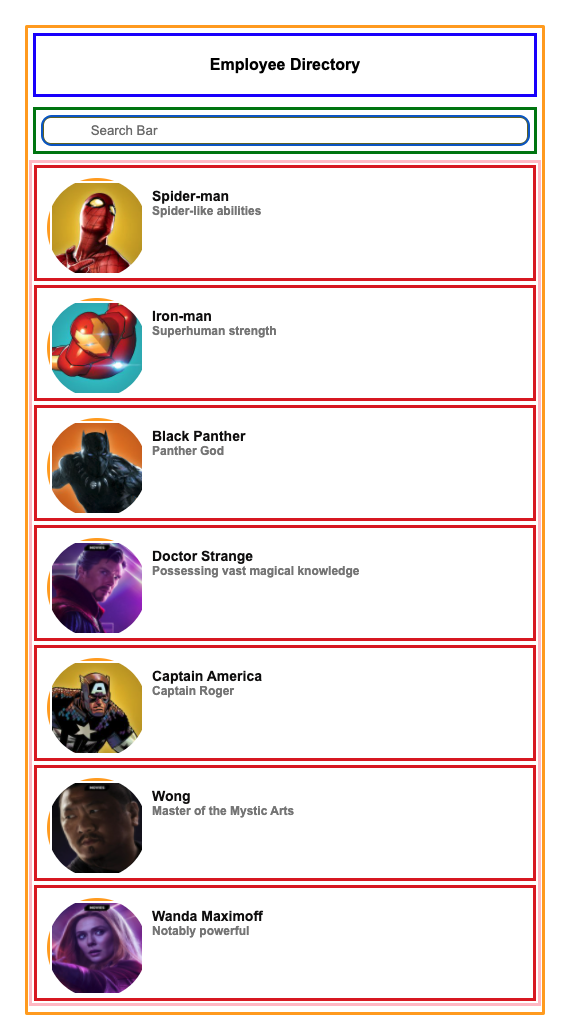 Employee Directory
Search Bar
Spider-man
Spider-like abilities
Iron-man
Superhuman strength
Black Panther
Panther God
Doctor Strange
Possessing vast magical knowledge
Captain America
Captain Roger
Wong
Master of the Mystic Arts
Wanda Maximoff
Notably powerful